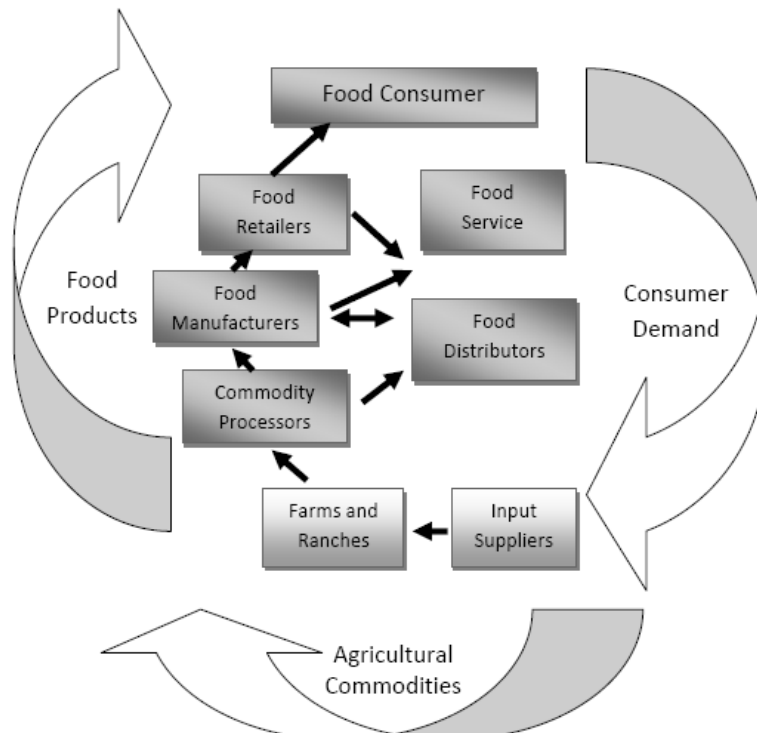 Food Consumer
Food
Retailers
Food
Service
Food
Products
Food
Manufacturers
Food
Distributors
Consumer
Demand
Commodity
Processors
Farms and
Ranches
Input
Suppliers
Agricultural
Commodities